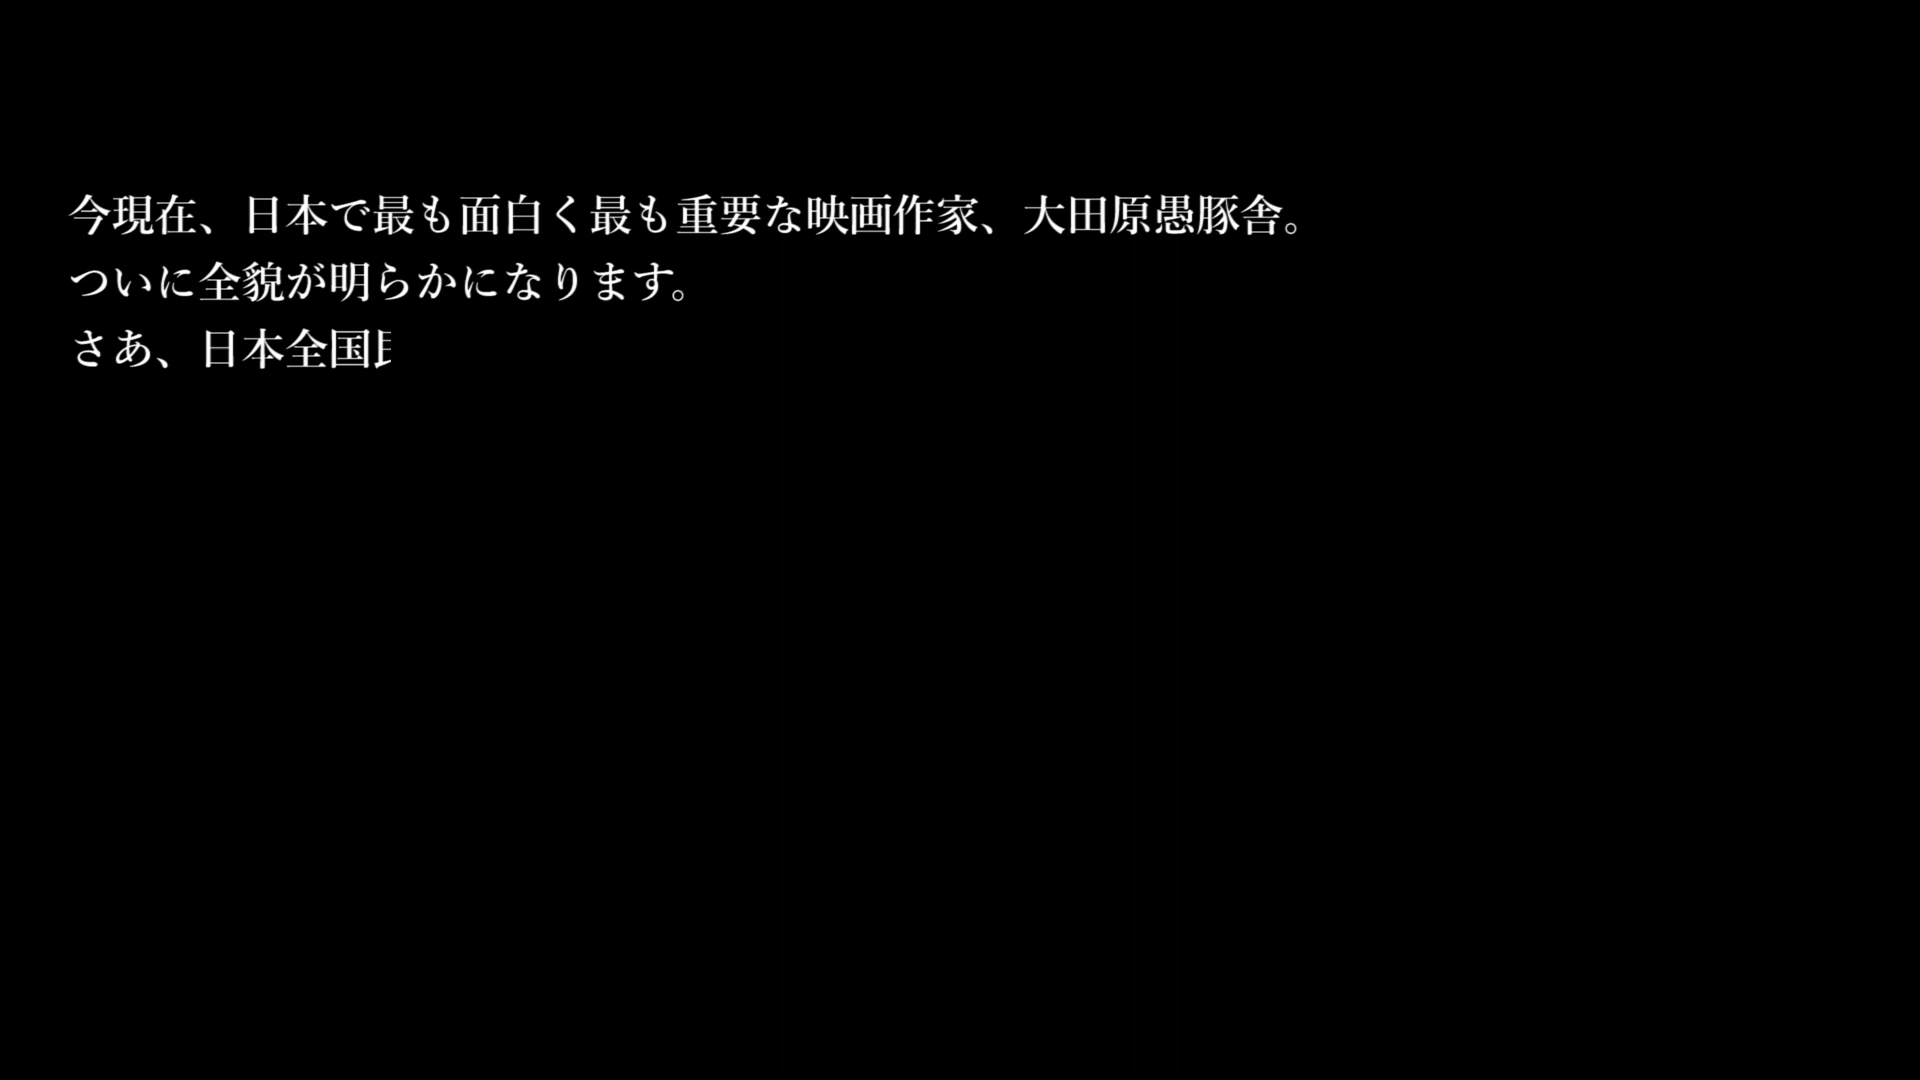 今現在、日本で最も面白く最も重要な映画作家、大田原愚豚舎。
ついに全貌が明らかになります。
さあ、日本全国